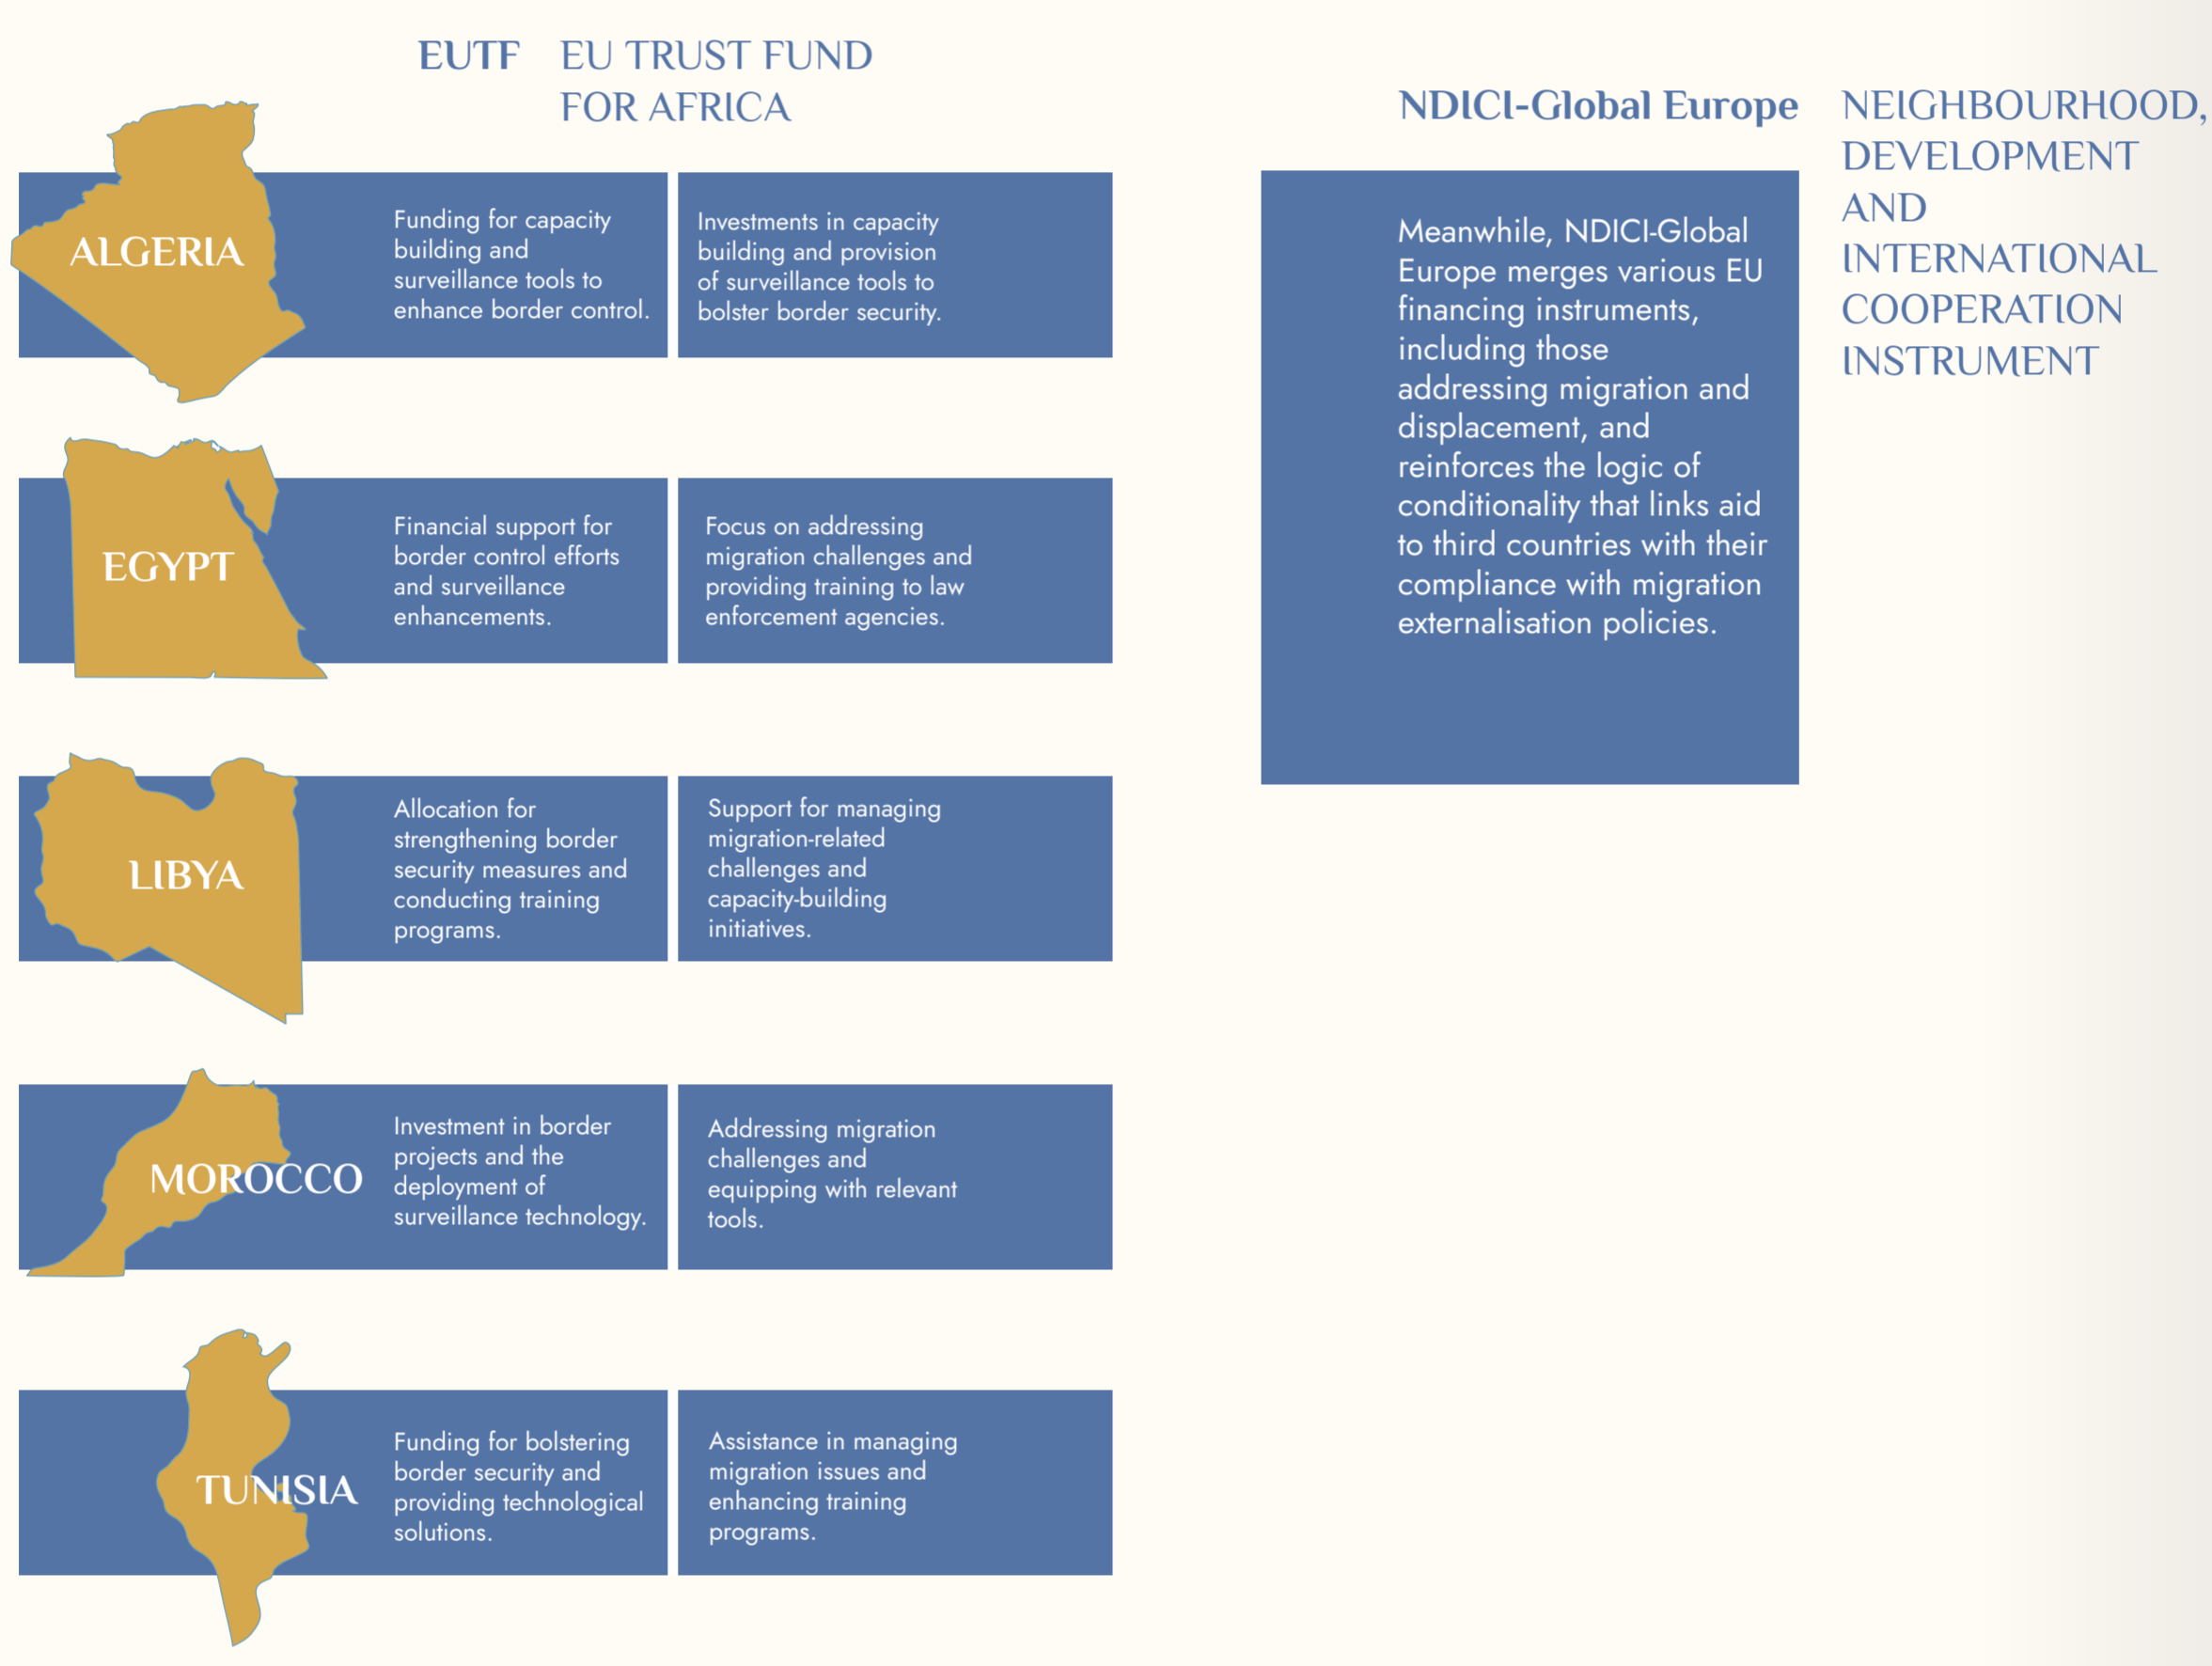 EUTF EU TRUST FUND
FOR AFRICA
ALGERIA
Funding for capacity
building and
surveillance tools to
enhance border control.
Investments in capacity
building and provision
of surveillance tools to
bolster border security.
EGYPT
Financial support for
border control efforts
and surveillance
enhancements.
Focus on addressing
migration challenges and
providing training to law
enforcement agencies.
LIBYA
Allocation for
strengthening border
security measures and
conducting training
programs.
Support for managing
migration-related
challenges and
capacity-building
initiatives.
MOROCCO
Investment in border
projects and the
deployment of
surveillance technology.
Addressing migration
challenges and
equipping with relevant
tools.
TUNISIA
Funding for bolstering
border security and
providing technological
solutions.
Assistance in managing
migration issues and
enhancing training
programs.
NDICI-Global Europe
NEIGHBOURHOOD,
DEVELOPMENT
AND
INTERNATIONAL
COOPERATION
INSTRUMENT
Meanwhile, NDICI-Global
Europe merges various EU
financing instruments,
including those
addressing migration and
displacement, and
reinforces the logic of
conditionality that links aid
to third countries with their
compliance with migration
externalisation policies.